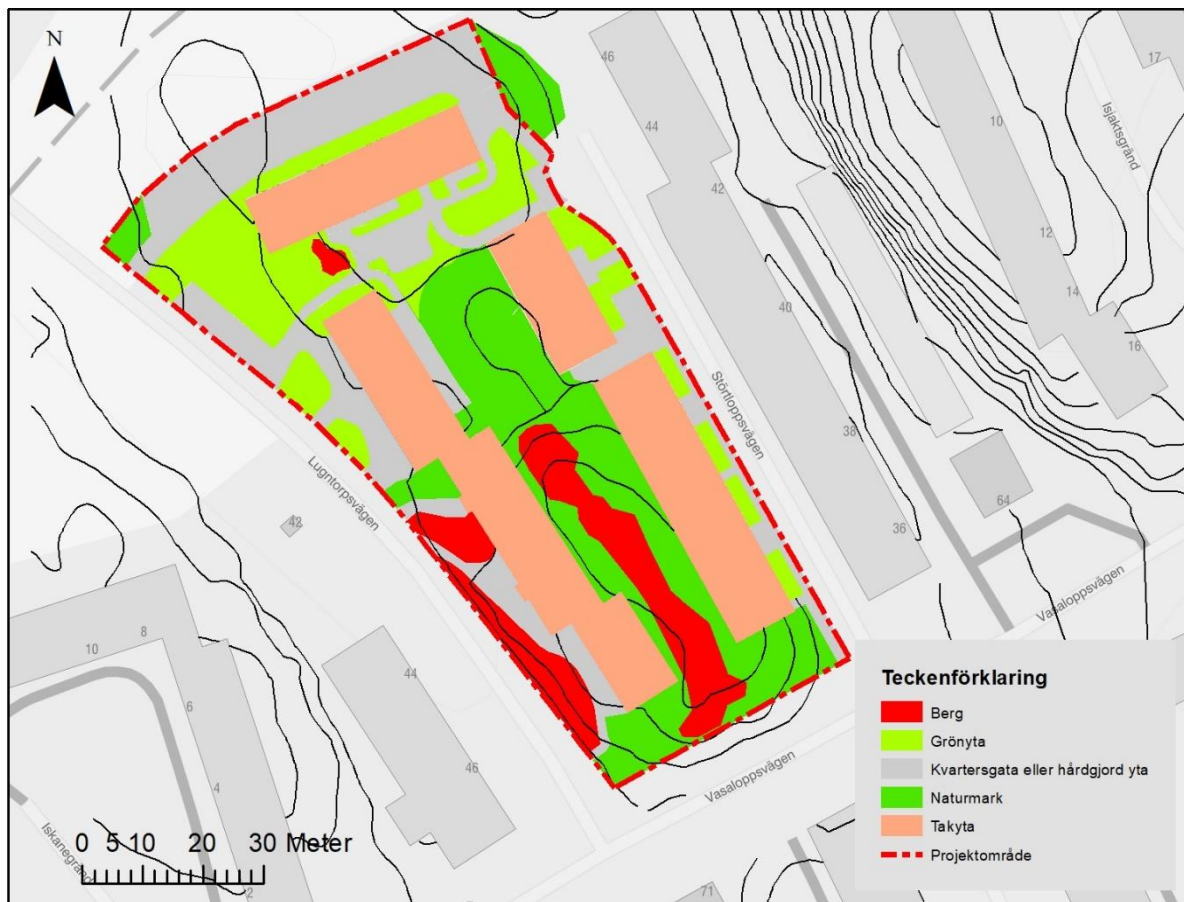 N
46
44
42
40
38
36
17
10
12
14
16
64
Isjaktsgränd
Störtloppsvägen
Lugntorpsvägen
42
10
8
6
4
2
44
46
71
Vasaloppsvägen
Vasaloppsvägen
Iskanegränd
0 5 10 20 30 Meter
Teckenförklaring
Berg
Grönyta
Kvartersgata eller hårdgjord yta
Naturmark
Takyta
Projektområde